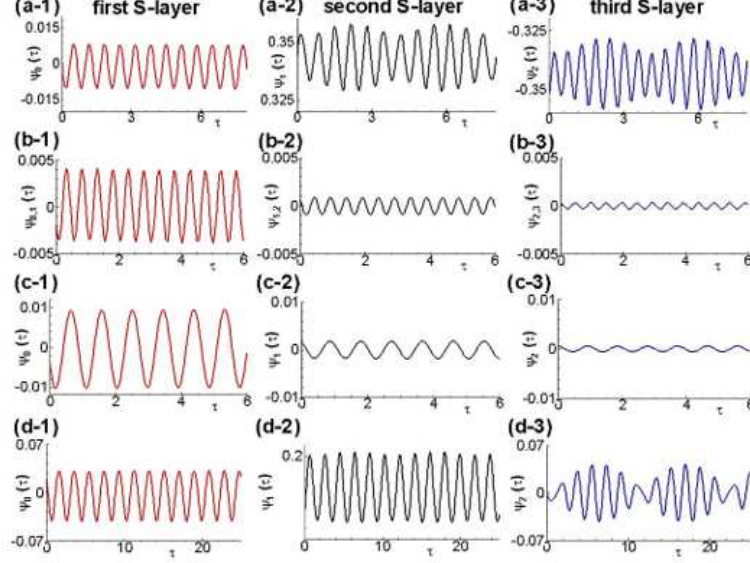 (a-1) first S-layer (a-2) second S-layer (a-3) third S-layer
0.015 0.35 -0.325
ψ₀ (τ) ψ₁ (τ) ψ₂ (τ)
0 -0.35
-0.015 0.325
0 3 6 0 3 6 0 3 6
τ τ τ
(b-1) (b-2) (b-3)
0.005 0.005 0.005
ψ₀,₁ (τ) ψ₁,₂ (τ) ψ₂,₃ (τ)
0 0 0
-0.005 -0.005 -0.005
0 2 4 6 0 2 4 6 0 2 4 6
τ τ τ
(c-1) (c-2) (c-3)
0.01 0.01 0.01
ψ₀ (τ) ψ₁ (τ) ψ₂ (τ)
0 0 0
-0.01 -0.01 -0.01
0 2 4 6 0 2 4 6 0 2 4 6
τ τ τ
(d-1) (d-2) (d-3)
0.07 0.2 0.07
ψ₀ (τ) ψ₁ (τ) ψ₂ (τ)
0 0
-0.07 -0.07
0 10 20 0 10 20 0 10 20
τ τ τ